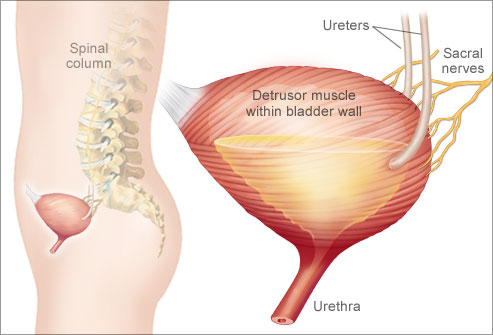 Spinal
column
Ureters
Sacral
nerves
Detrusor muscle
within bladder wall
Urethra